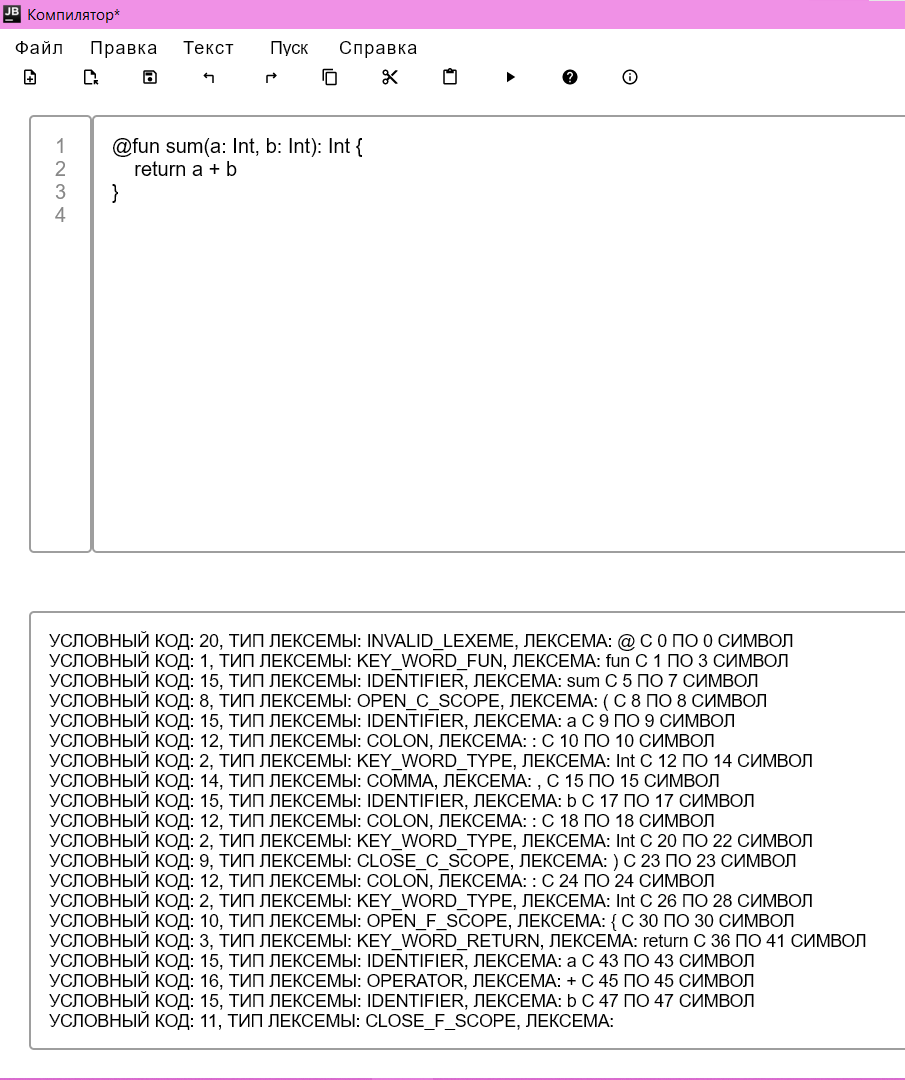 JB Компилятор*
Файл Правка Текст Пуск Справка
1 @fun sum(a: Int, b: Int): Int {
2 return a + b
3 }
4
УСЛОВНЫЙ КОД: 20, ТИП ЛЕКСЕМЫ: INVALID_LEXEME, ЛЕКСЕМА: @ С 0 ПО 0 СИМВОЛ
УСЛОВНЫЙ КОД: 1, ТИП ЛЕКСЕМЫ: KEY_WORD_FUN, ЛЕКСЕМА: fun С 1 ПО 3 СИМВОЛ
УСЛОВНЫЙ КОД: 15, ТИП ЛЕКСЕМЫ: IDENTIFIER, ЛЕКСЕМА: sum С 5 ПО 7 СИМВОЛ
УСЛОВНЫЙ КОД: 8, ТИП ЛЕКСЕМЫ: OPEN_C_SCOPE, ЛЕКСЕМА: ( С 8 ПО 8 СИМВОЛ
УСЛОВНЫЙ КОД: 15, ТИП ЛЕКСЕМЫ: IDENTIFIER, ЛЕКСЕМА: a С 9 ПО 9 СИМВОЛ
УСЛОВНЫЙ КОД: 12, ТИП ЛЕКСЕМЫ: COLON, ЛЕКСЕМА: : С 10 ПО 10 СИМВОЛ
УСЛОВНЫЙ КОД: 2, ТИП ЛЕКСЕМЫ: KEY_WORD_TYPE, ЛЕКСЕМА: Int С 12 ПО 14 СИМВОЛ
УСЛОВНЫЙ КОД: 14, ТИП ЛЕКСЕМЫ: COMMA, ЛЕКСЕМА: , С 15 ПО 15 СИМВОЛ
УСЛОВНЫЙ КОД: 15, ТИП ЛЕКСЕМЫ: IDENTIFIER, ЛЕКСЕМА: b С 17 ПО 17 СИМВОЛ
УСЛОВНЫЙ КОД: 12, ТИП ЛЕКСЕМЫ: COLON, ЛЕКСЕМА: : С 18 ПО 18 СИМВОЛ
УСЛОВНЫЙ КОД: 2, ТИП ЛЕКСЕМЫ: KEY_WORD_TYPE, ЛЕКСЕМА: Int С 20 ПО 22 СИМВОЛ
УСЛОВНЫЙ КОД: 9, ТИП ЛЕКСЕМЫ: CLOSE_C_SCOPE, ЛЕКСЕМА: ) С 23 ПО 23 СИМВОЛ
УСЛОВНЫЙ КОД: 12, ТИП ЛЕКСЕМЫ: COLON, ЛЕКСЕМА: : С 24 ПО 24 СИМВОЛ
УСЛОВНЫЙ КОД: 2, ТИП ЛЕКСЕМЫ: KEY_WORD_TYPE, ЛЕКСЕМА: Int С 26 ПО 28 СИМВОЛ
УСЛОВНЫЙ КОД: 10, ТИП ЛЕКСЕМЫ: OPEN_F_SCOPE, ЛЕКСЕМА: { С 30 ПО 30 СИМВОЛ
УСЛОВНЫЙ КОД: 3, ТИП ЛЕКСЕМЫ: KEY_WORD_RETURN, ЛЕКСЕМА: return С 36 ПО 41 СИМВОЛ
УСЛОВНЫЙ КОД: 15, ТИП ЛЕКСЕМЫ: IDENTIFIER, ЛЕКСЕМА: a С 43 ПО 43 СИМВОЛ
УСЛОВНЫЙ КОД: 16, ТИП ЛЕКСЕМЫ: OPERATOR, ЛЕКСЕМА: + С 45 ПО 45 СИМВОЛ
УСЛОВНЫЙ КОД: 15, ТИП ЛЕКСЕМЫ: IDENTIFIER, ЛЕКСЕМА: b С 47 ПО 47 СИМВОЛ
УСЛОВНЫЙ КОД: 11, ТИП ЛЕКСЕМЫ: CLOSE_F_SCOPE, ЛЕКСЕМА: